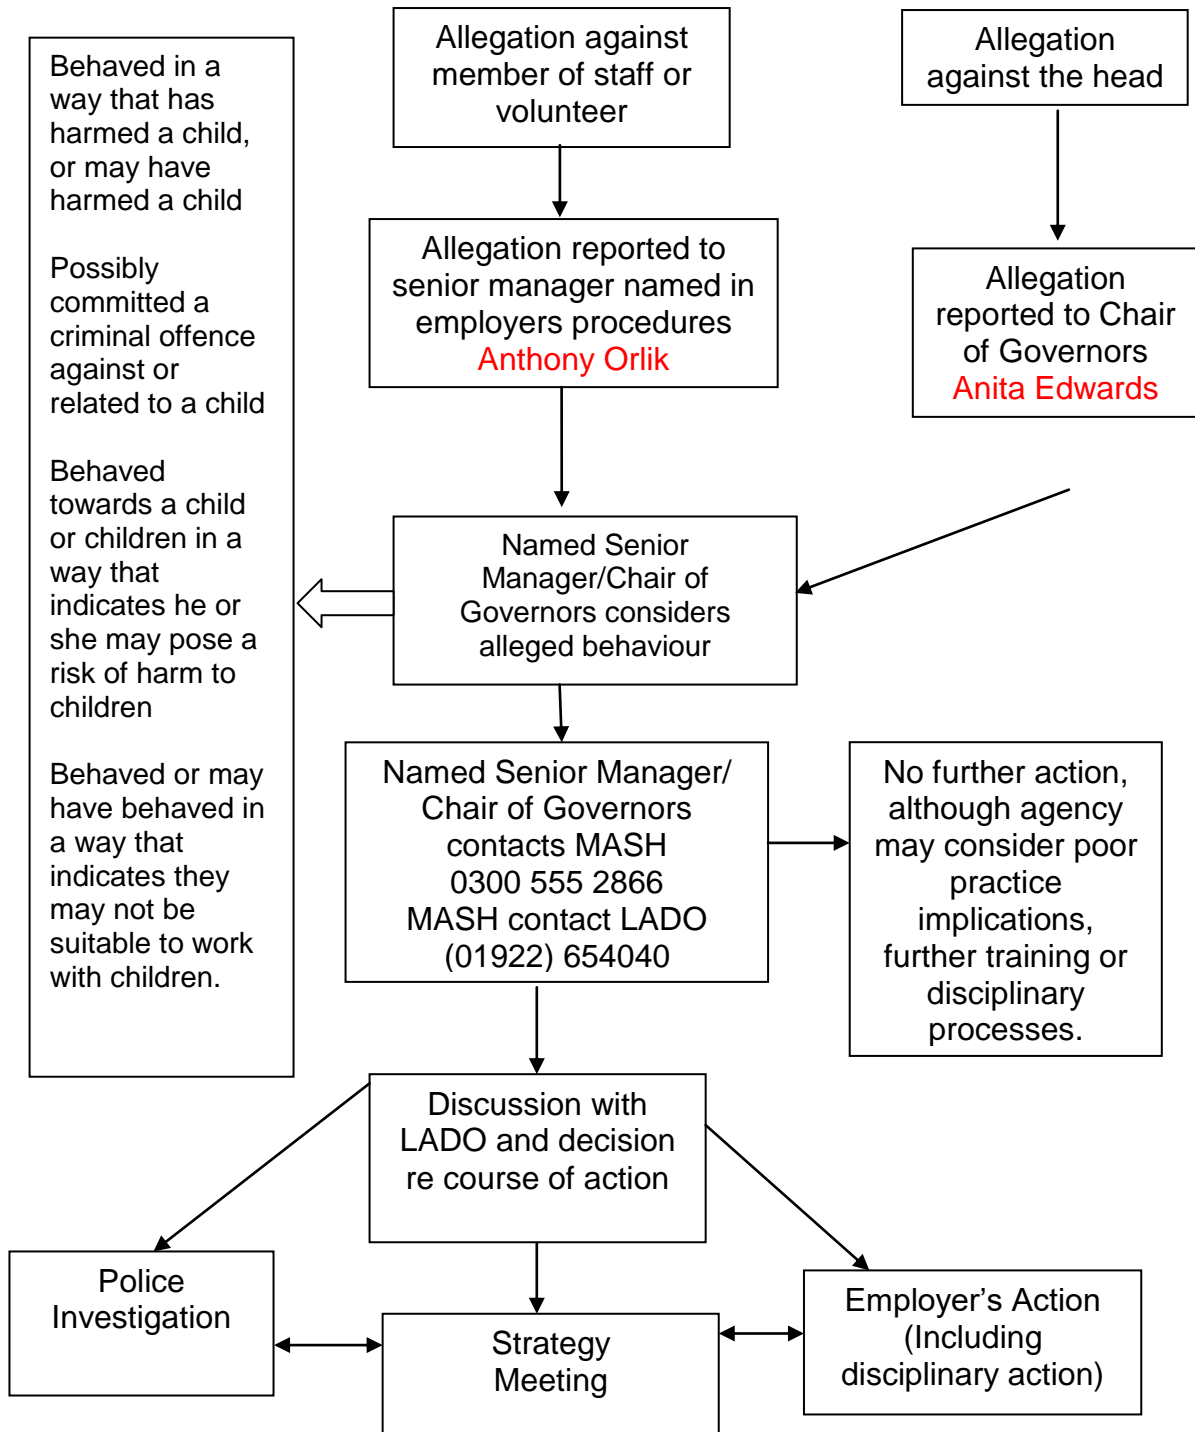 Behaved in a
way that has
harmed a child,
or may have
harmed a child
Possibly
committed a
criminal offence
against or
related to a child
Behaved
towards a child
or children in a
way that
indicates he or
she may pose a
risk of harm to
children
Behaved or may
have behaved in
a way that
indicates they
may not be
suitable to work
with children.
Allegation against
member of staff or
volunteer
Allegation
against the head
Allegation reported to
senior manager named in
employers procedures
Anthony Orlik
Allegation
reported to Chair
of Governors
Anita Edwards
Named Senior
Manager/Chair of
Governors considers
alleged behaviour
Named Senior Manager/
Chair of Governors
contacts MASH
0300 555 2866
MASH contact LADO
(01922) 654040
No further action,
although agency
may consider poor
practice
implications,
further training or
disciplinary
processes.
Discussion with
LADO and decision
re course of action
Police
Investigation
Strategy
Meeting
Employer’s Action
(Including
disciplinary action)